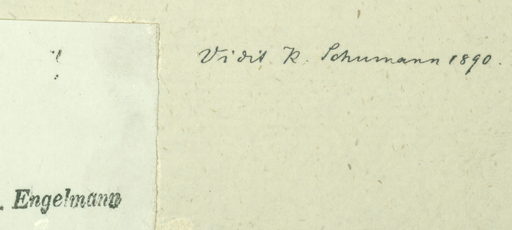 Vidit K. Schumann 1890.
. Engelmann